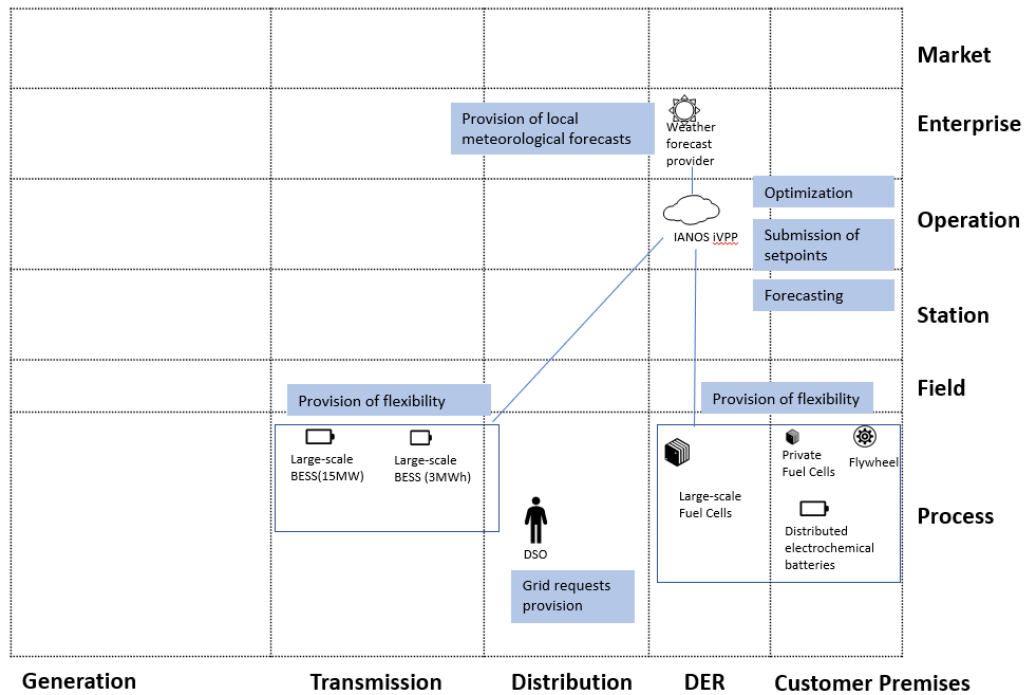 Market
Provision of local
meteorological forecasts
Weather
forecast
provider
Enterprise
Optimization
IANOS iVPP
Submission of
setpoints
Operation
Forecasting
Station
Provision of flexibility
Provision of flexibility
Field
Large-scale
BESS(15MW)
Large-scale
BESS (3MWh)
Large-scale
Fuel Cells
Private
Fuel Cells
Flywheel
Distributed
electrochemical
batteries
Process
DSO
Grid requests
provision
Generation
Transmission
Distribution
DER
Customer Premises